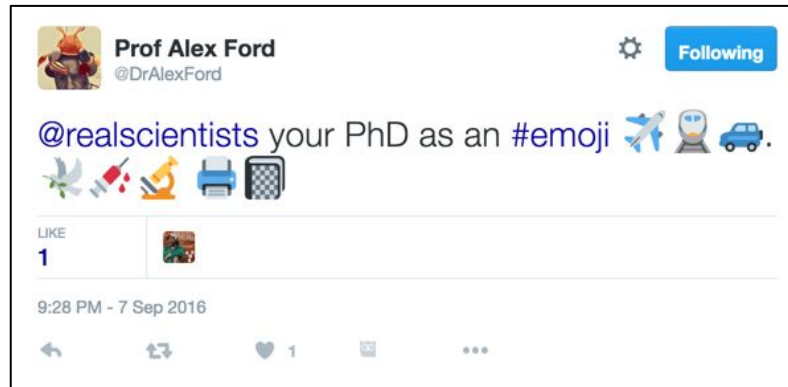 Prof Alex Ford
@DrAlexFord
Following
@realscientists your PhD as an #emoji ✈️ 🚆 🚙.
🕊️ 💉 🔬 🖨️ 📓
LIKE
1
9:28 PM - 7 Sep 2016
1